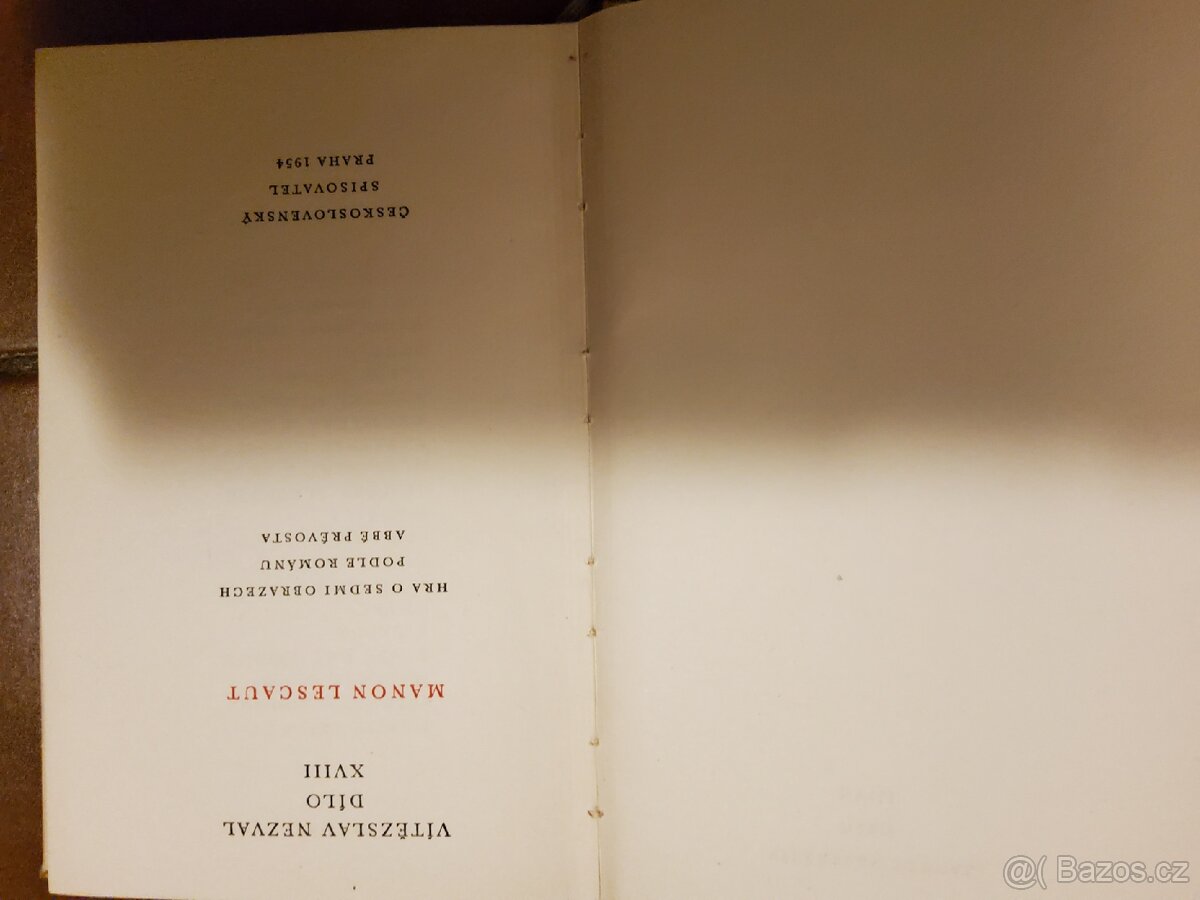 VÍTĚZSLAV NEZVAL
DÍLO
XVIII
MANON LESCAUT
HRA O SEDMI OBRAZECH
PODLE ROMÁNU
ABBÉ PRÉVOSTA
ČESKOSLOVENSKÝ
SPISOVATEL
PRAHA 1954
@( Bazos.cz